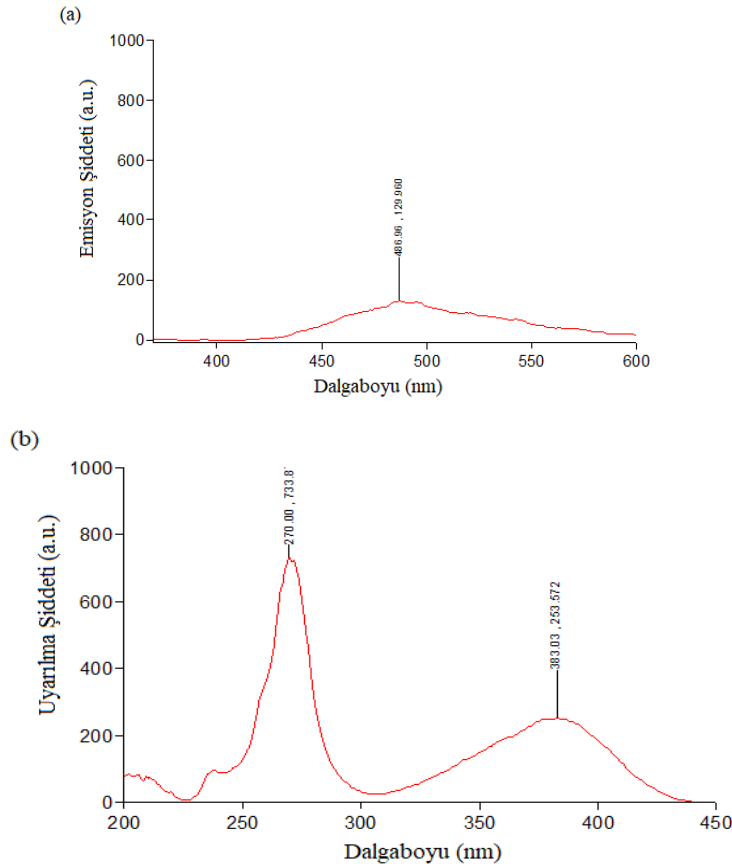 (a)
1000
800
600
400
200
0
Emisyon Şiddeti (a.u.)
486.96 , 129.960
400 450 500 550 600
Dalgaboyu (nm)
(b)
1000
800
600
400
200
0
Uyarılma Şiddeti (a.u.)
270.00 , 733.8
383.03 , 253.572
200 250 300 350 400 450
Dalgaboyu (nm)